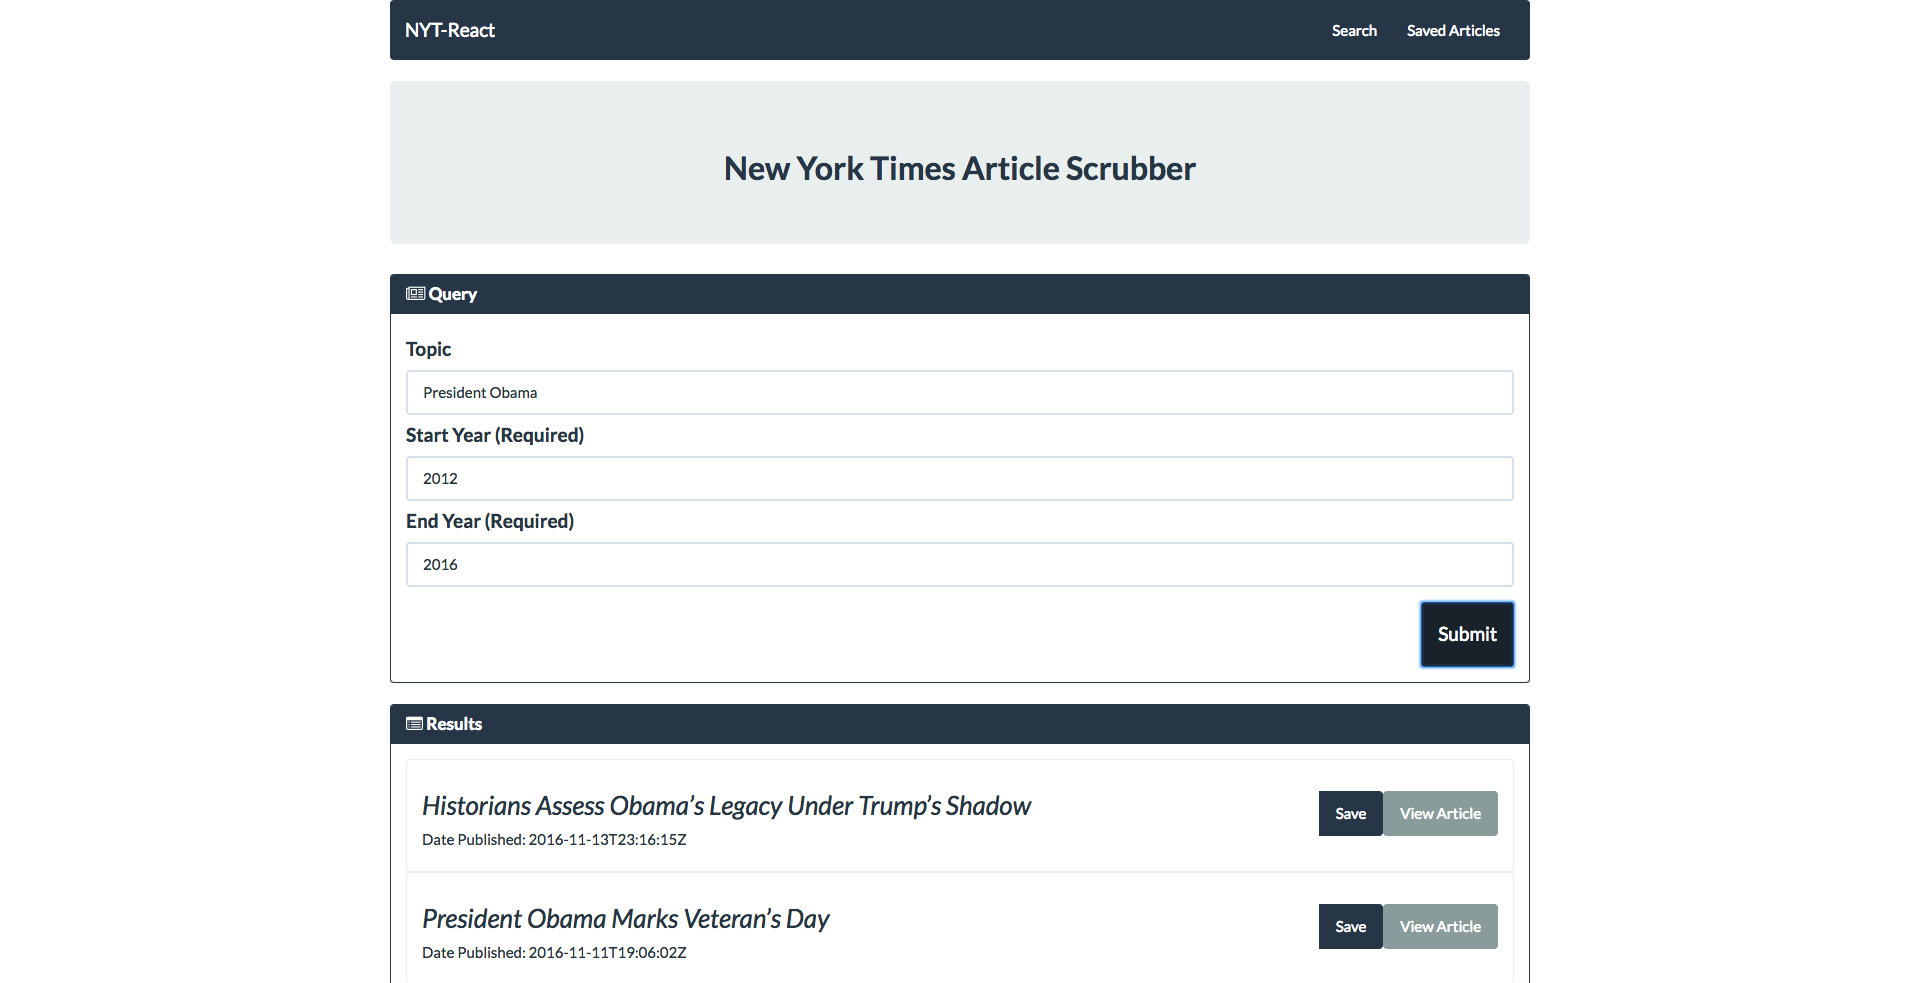 NYT-React Search Saved Articles
New York Times Article Scrubber
Query
Topic
President Obama
Start Year (Required)
2012
End Year (Required)
2016
Submit
Results
Historians Assess Obama’s Legacy Under Trump’s Shadow
Save View Article
Date Published: 2016-11-13T23:16:15Z
President Obama Marks Veteran’s Day
Save View Article
Date Published: 2016-11-11T19:06:02Z